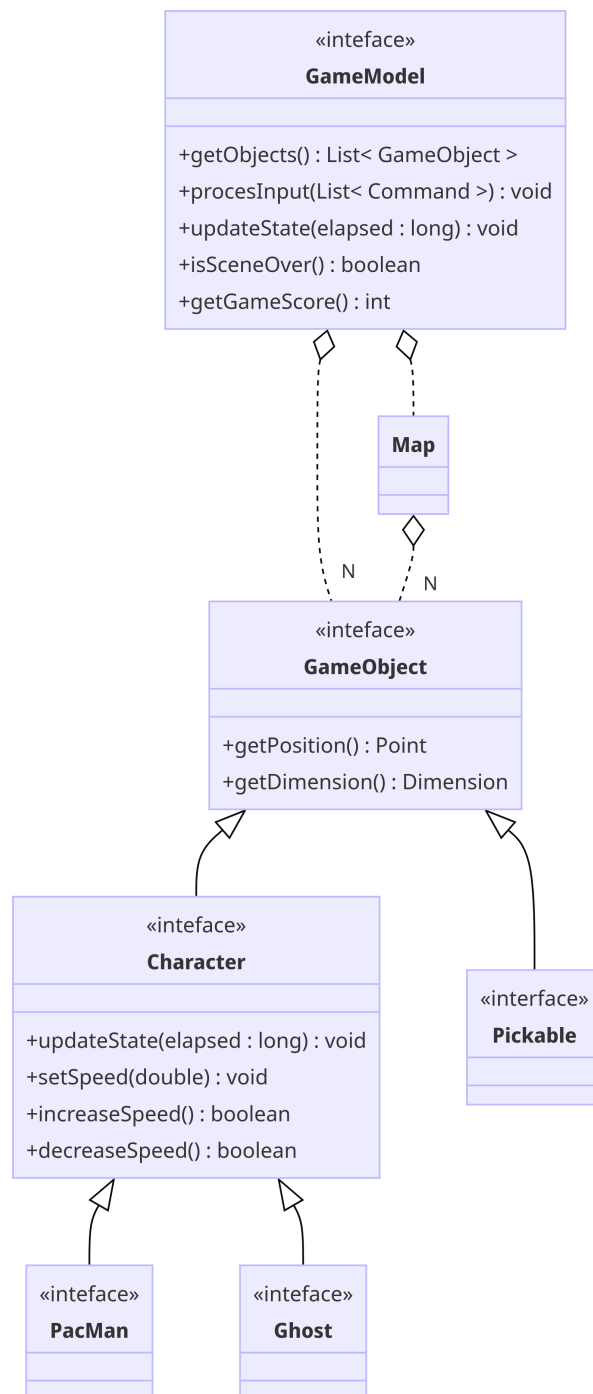 «inteface»
GameModel
+getObjects() : List< GameObject >
+procesInput(List< Command >) : void
+updateState(elapsed : long) : void
+isSceneOver() : boolean
+getGameScore() : int
Map
N
N
«inteface»
GameObject
+getPosition() : Point
+getDimension() : Dimension
«inteface»
Character
+updateState(elapsed : long) : void
+setSpeed(double) : void
+increaseSpeed() : boolean
+decreaseSpeed() : boolean
«interface»
Pickable
«inteface»
PacMan
«inteface»
Ghost